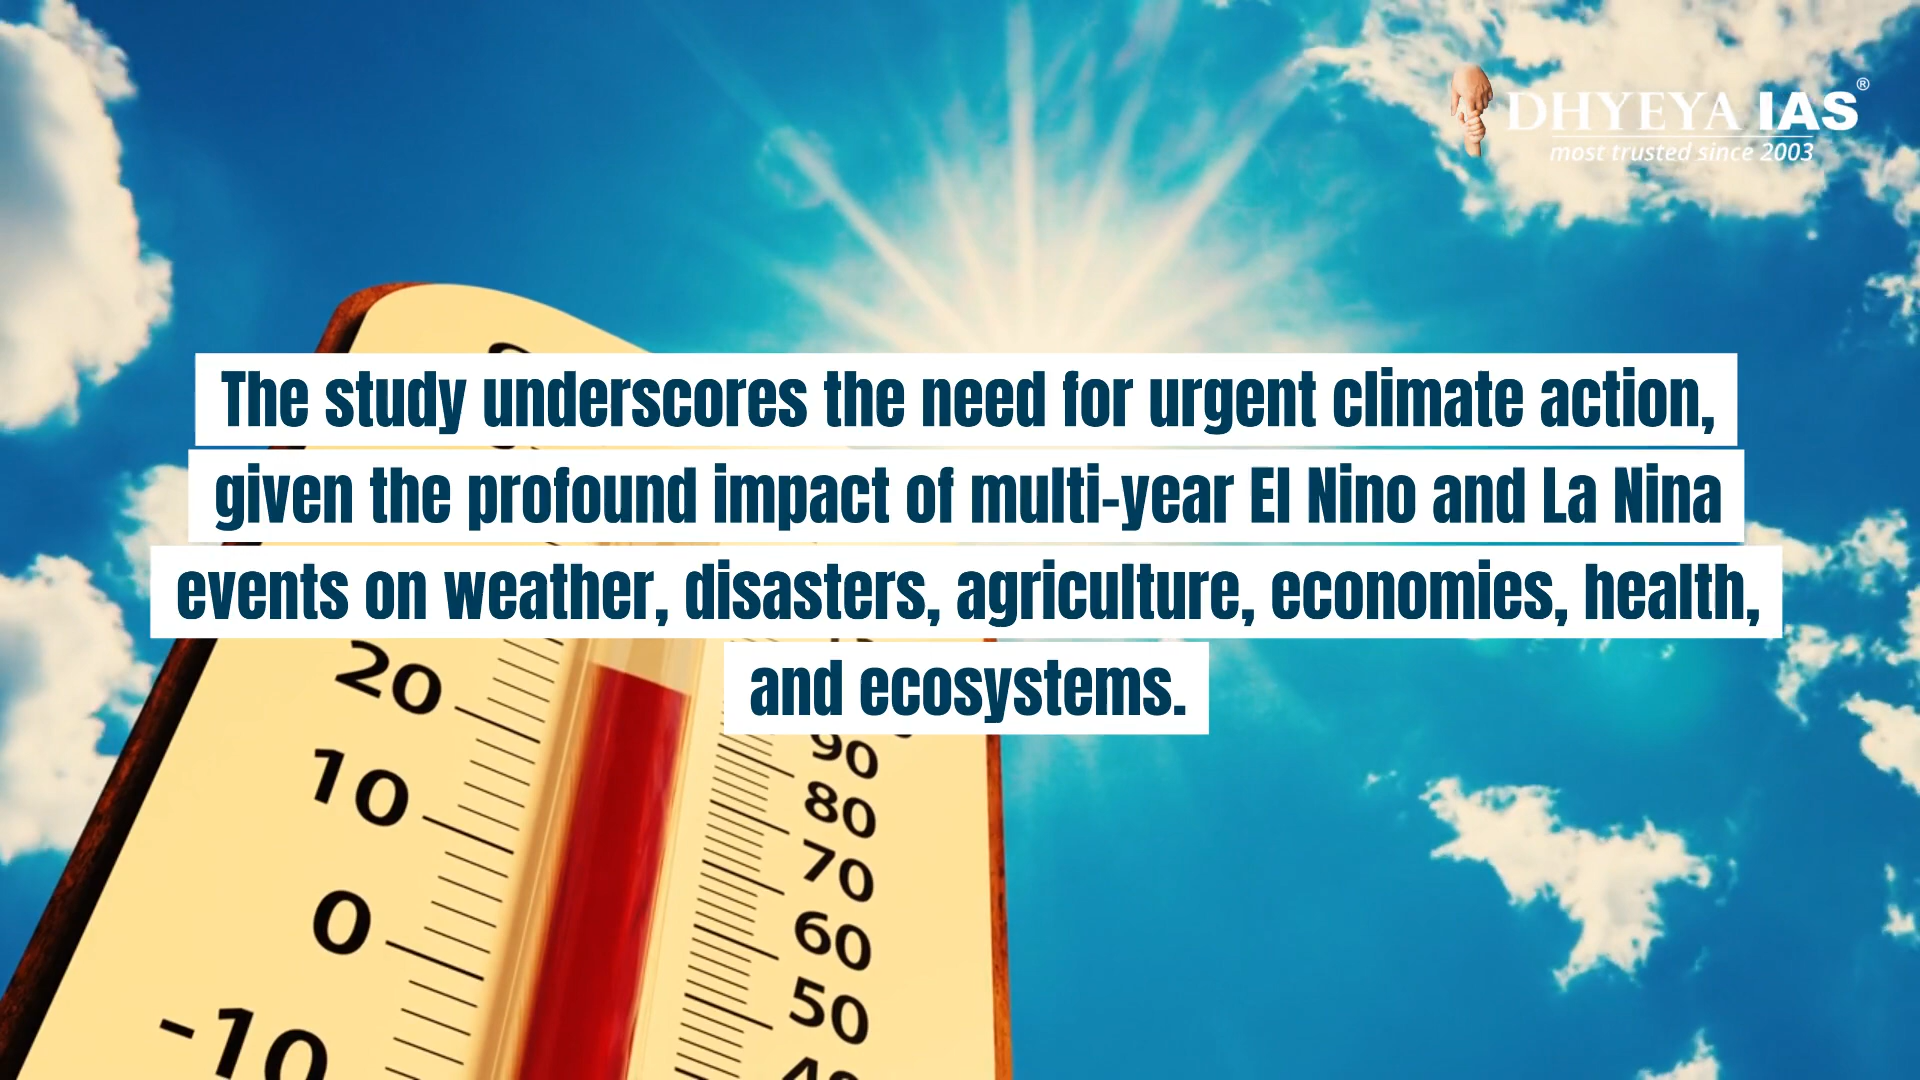 DHYEYA IAS®
most trusted since 2003
The study underscores the need for urgent climate action,
given the profound impact of multi-year El Nino and La Nina
events on weather, disasters, agriculture, economies, health,
and ecosystems.
20
10
0
-10
90
80
70
60
50